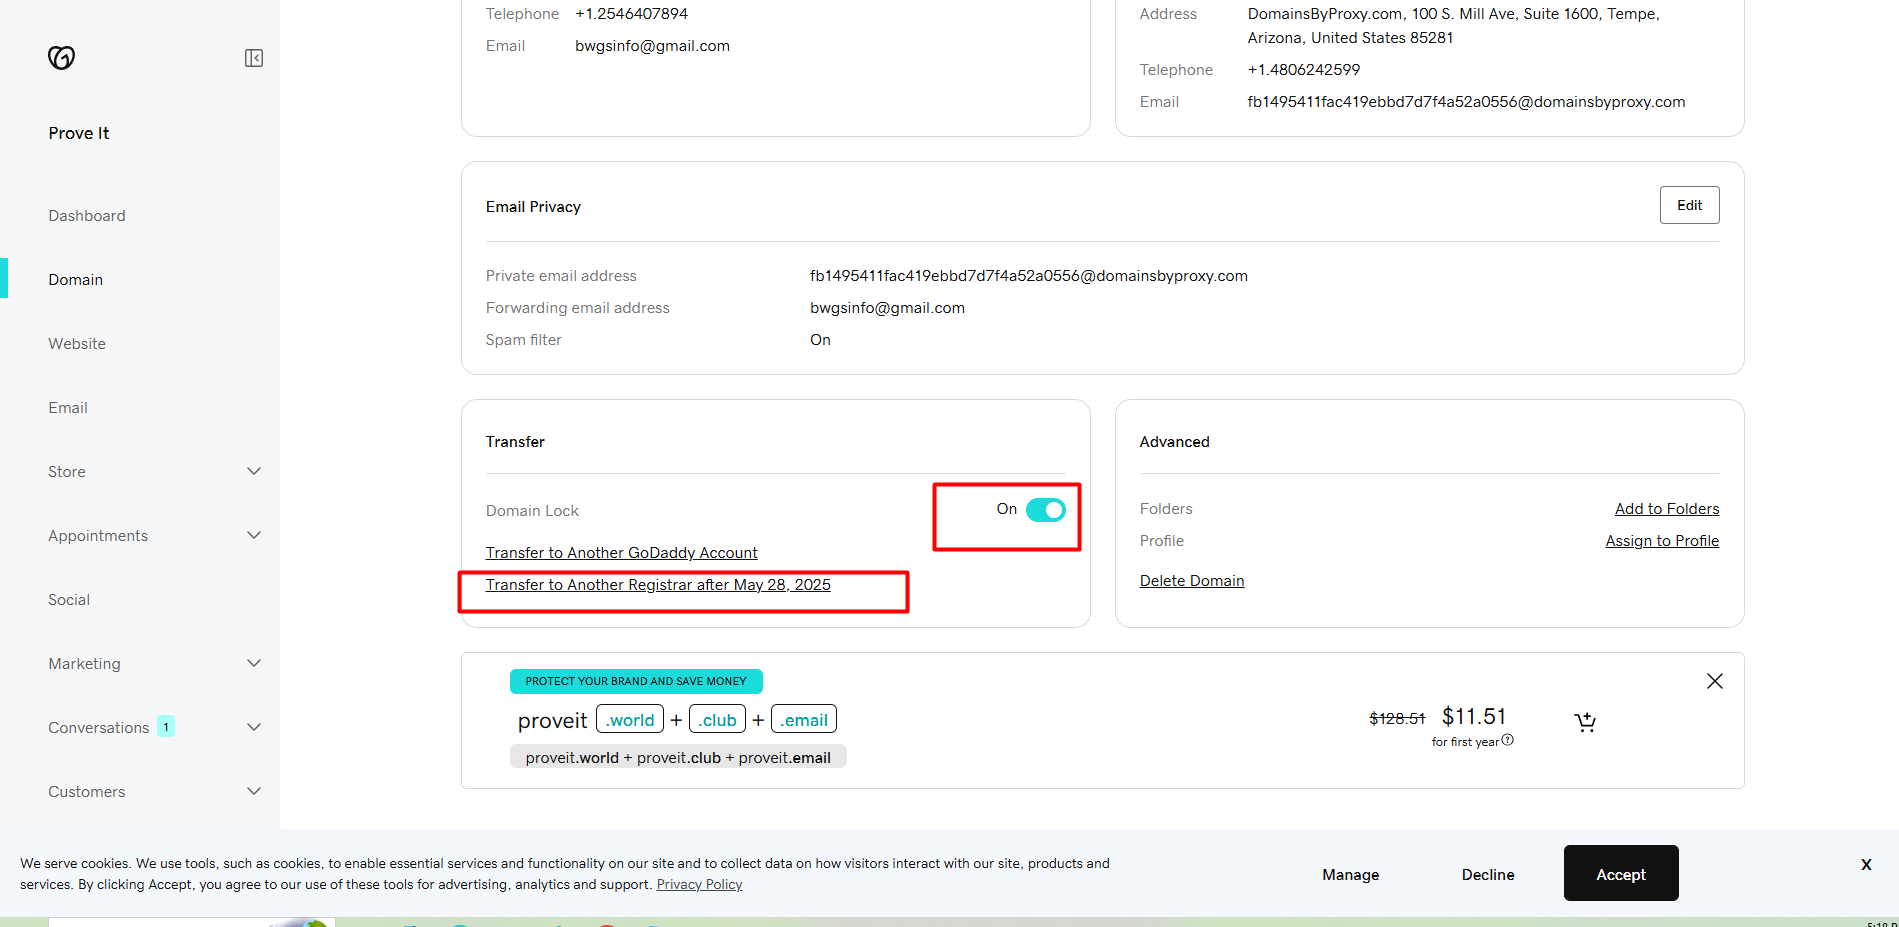 Telephone +1.2546407894
Email bwgsinfo@gmail.com
Address DomainsByProxy.com, 100 S. Mill Ave, Suite 1600, Tempe,
Arizona, United States 85281
Telephone +1.4806242599
Email fb1495411fac419ebbd7d7f4a52a0556@domainsbyproxy.com
Prove It
Dashboard
Domain
Website
Email
Store
Appointments
Social
Marketing
Conversations 1
Customers
Email Privacy
Edit
Private email address fb1495411fac419ebbd7d7f4a52a0556@domainsbyproxy.com
Forwarding email address bwgsinfo@gmail.com
Spam filter On
Transfer
Domain Lock On
Transfer to Another GoDaddy Account
Transfer to Another Registrar after May 28, 2025
Advanced
Folders Add to Folders
Profile Assign to Profile
Delete Domain
PROTECT YOUR BRAND AND SAVE MONEY
proveit .world + .club + .email
proveit.world + proveit.club + proveit.email
$128.51 $11.51
for first year
We serve cookies. We use tools, such as cookies, to enable essential services and functionality on our site and to collect data on how visitors interact with our site, products and
services. By clicking Accept, you agree to our use of these tools for advertising, analytics and support. Privacy Policy
Manage
Decline
Accept
X